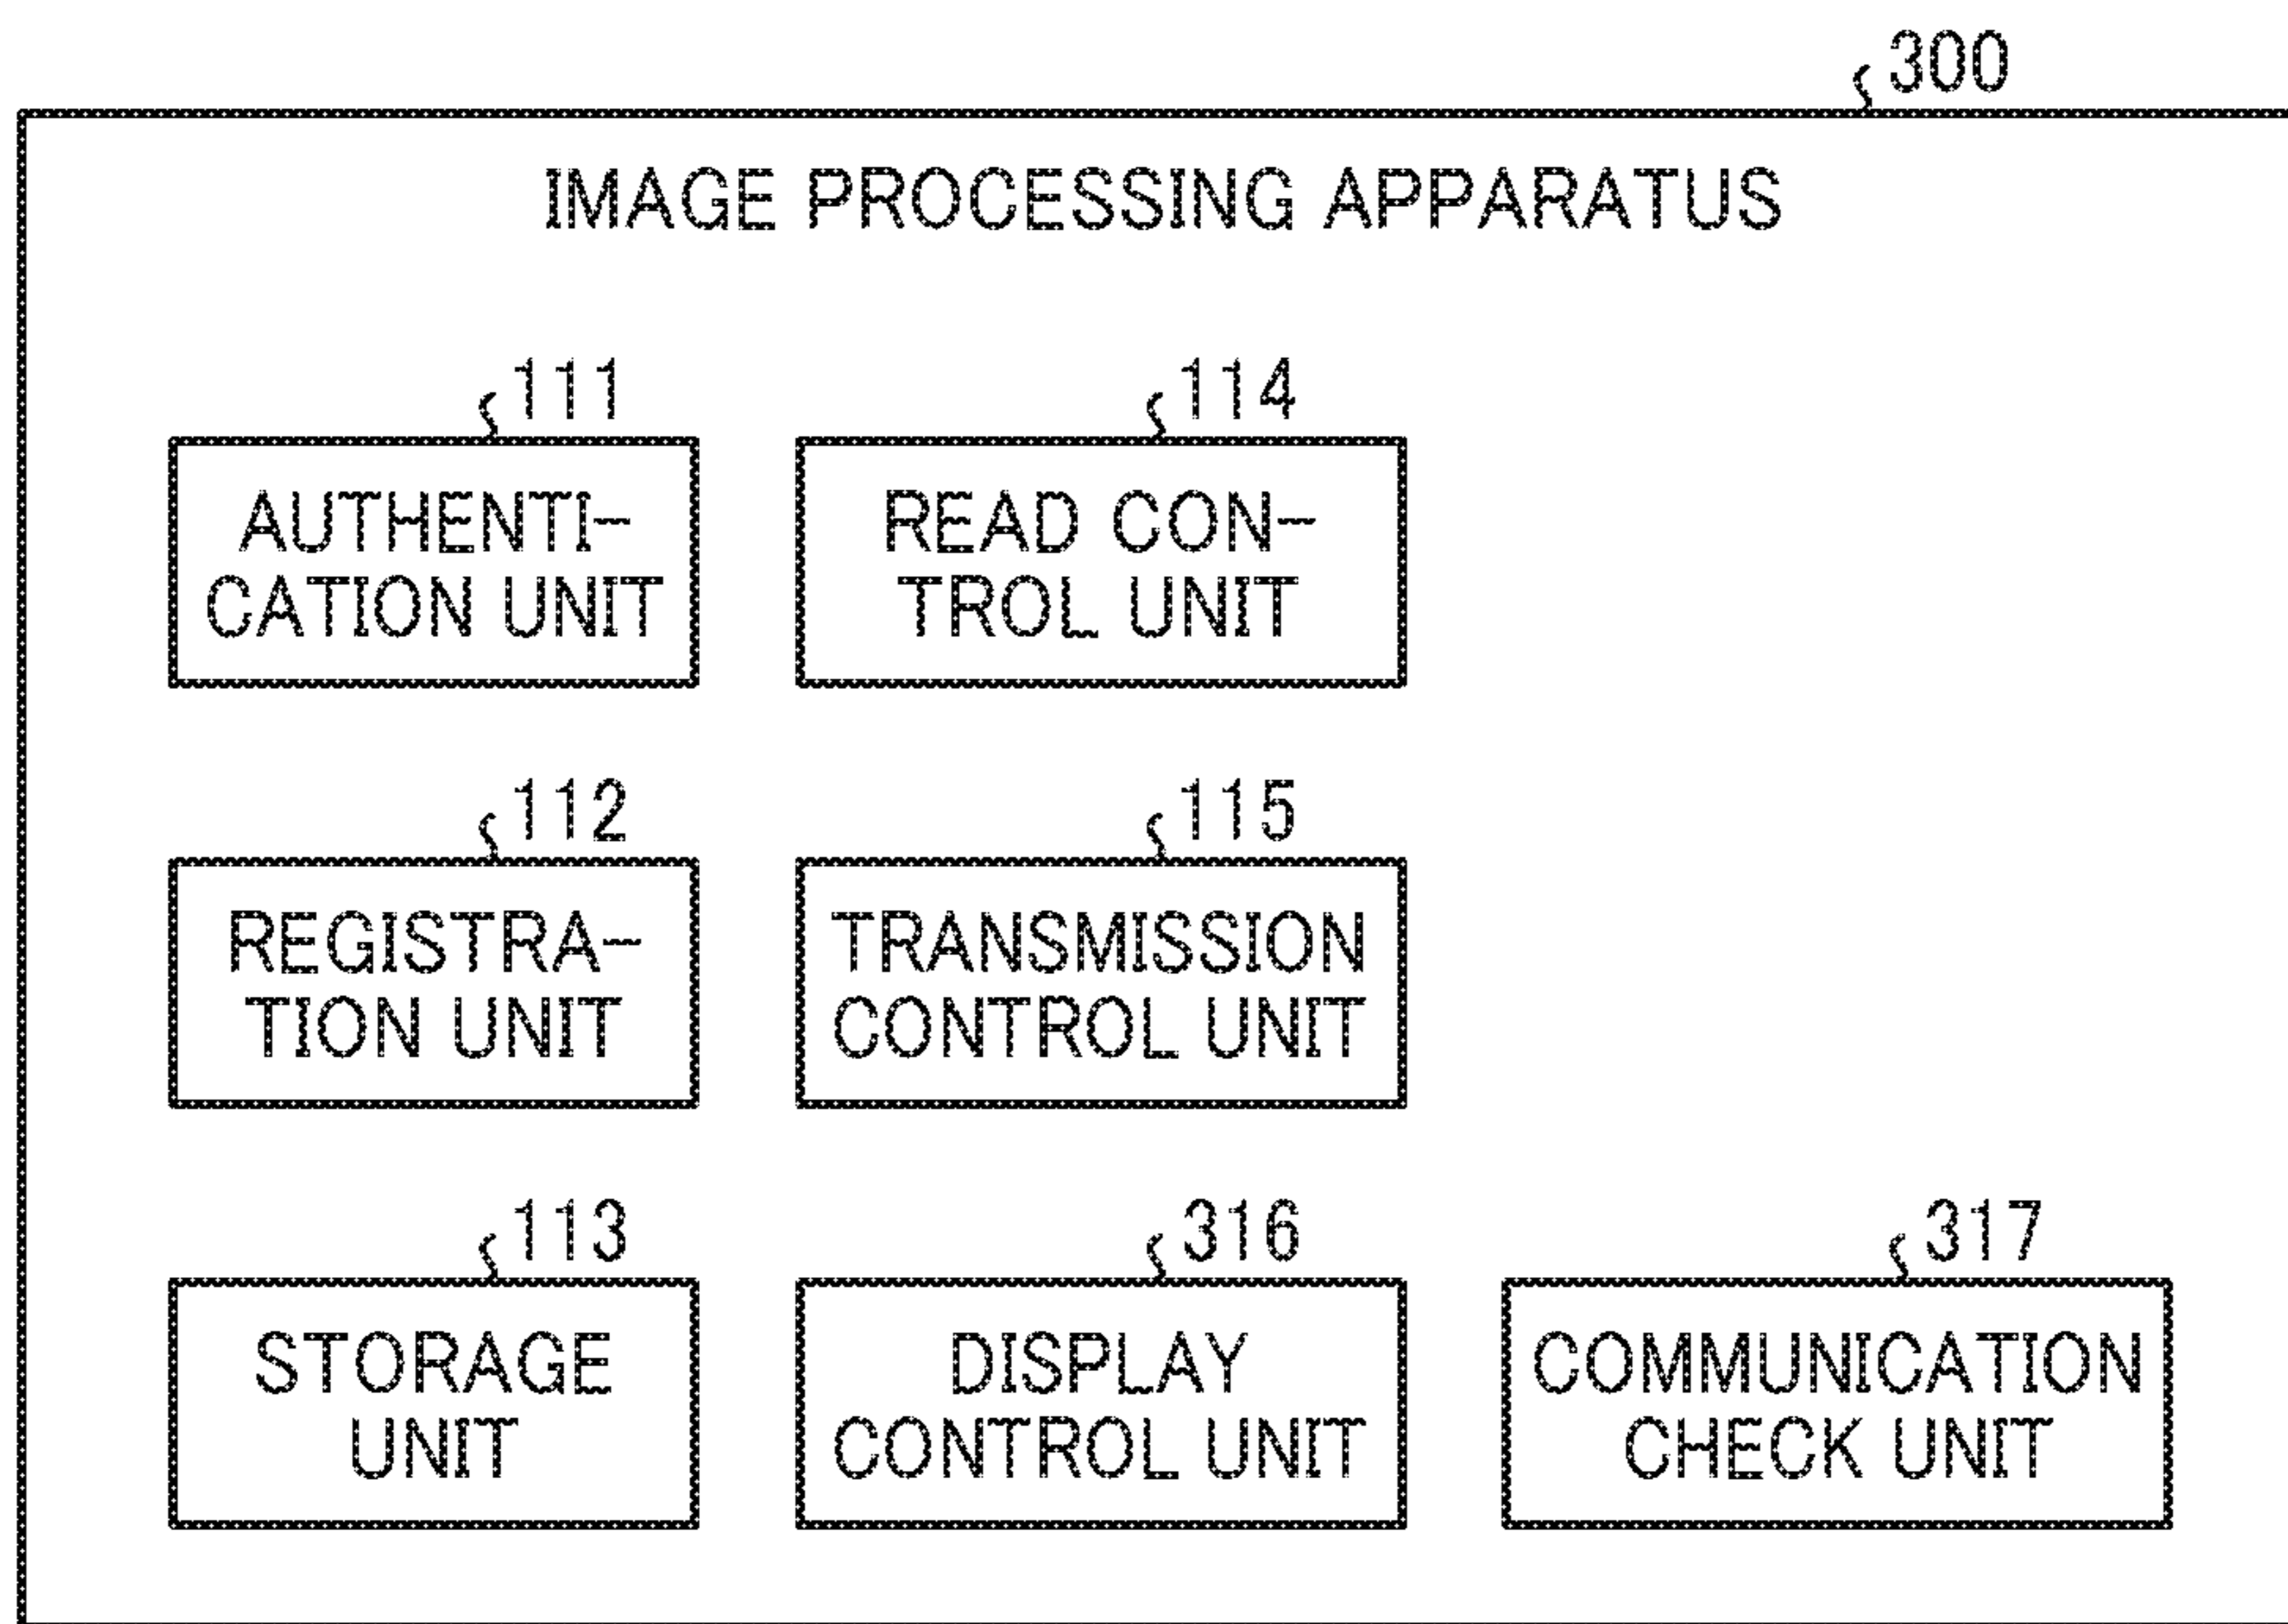 300
IMAGE PROCESSING APPARATUS
111
AUTHENTI-
CATION UNIT
114
READ CON-
TROL UNIT
112
REGISTRA-
TION UNIT
115
TRANSMISSION
CONTROL UNIT
113
STORAGE
UNIT
316
DISPLAY
CONTROL UNIT
317
COMMUNICATION
CHECK UNIT